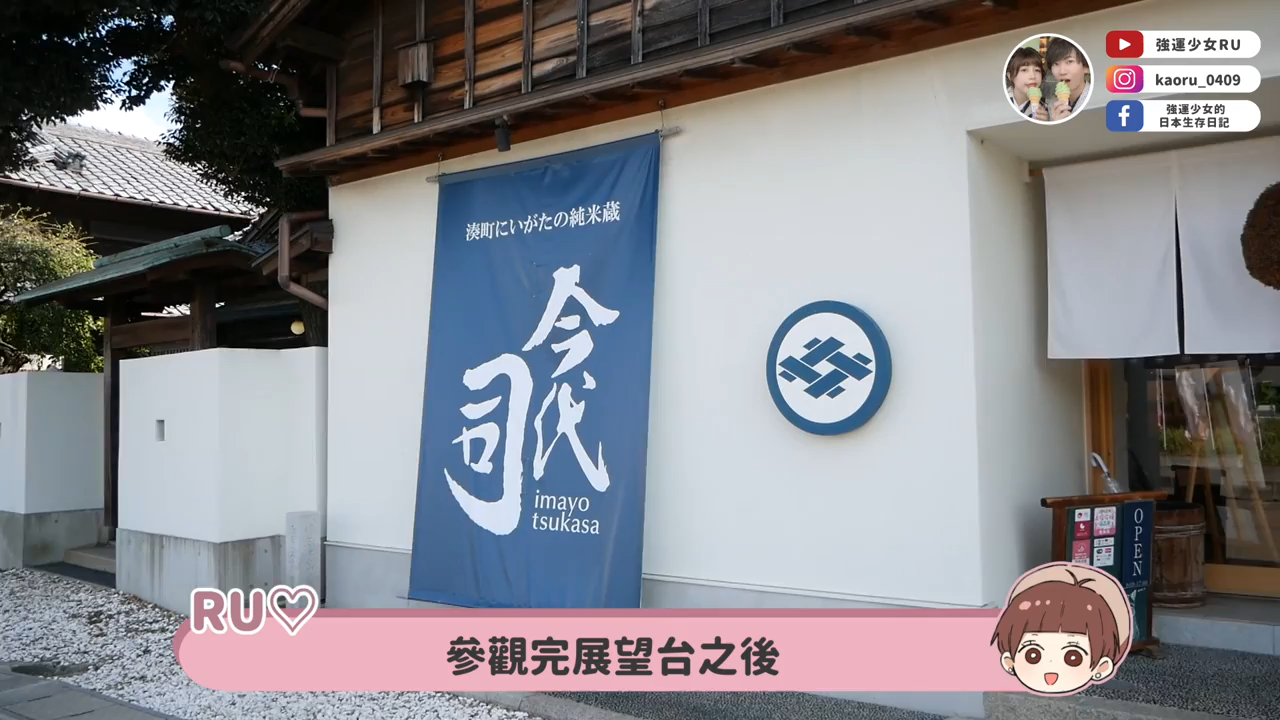 強運少女RU
kaoru_0409
強運少女的
日本生存日記
湊町にいがたの純米蔵
今代
司
imayo
tsukasa
OPEN
RU
參觀完展望台之後